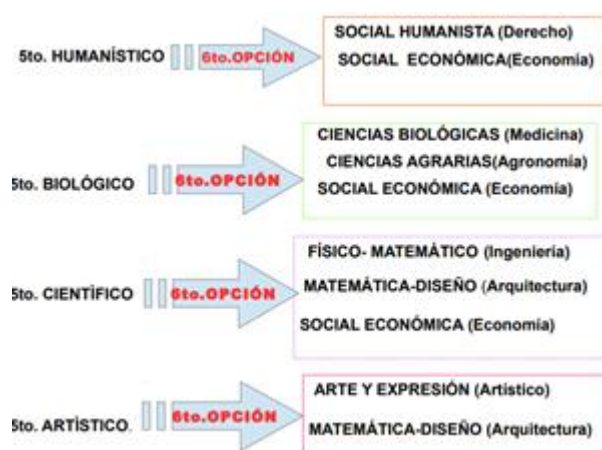 SOCIAL HUMANISTA (Derecho)
5to. HUMANÍSTICO 6to.OPCIÓN SOCIAL ECONÓMICA(Economía)
CIENCIAS BIOLÓGICAS (Medicina)
CIENCIAS AGRARIAS(Agronomía)
5to. BIOLÓGICO 6to.OPCIÓN SOCIAL ECONÓMICA (Economía)
FÍSICO- MATEMÁTICO (Ingeniería)
5to. CIENTÌFICO 6to.OPCIÓN MATEMÁTICA-DISEÑO (Arquitectura)
SOCIAL ECONÓMICA (Economía)
ARTE Y EXPRESIÓN (Artístico)
5to. ARTÌSTICO. 6to.OPCIÓN MATEMÁTICA-DISEÑO (Arquitectura)